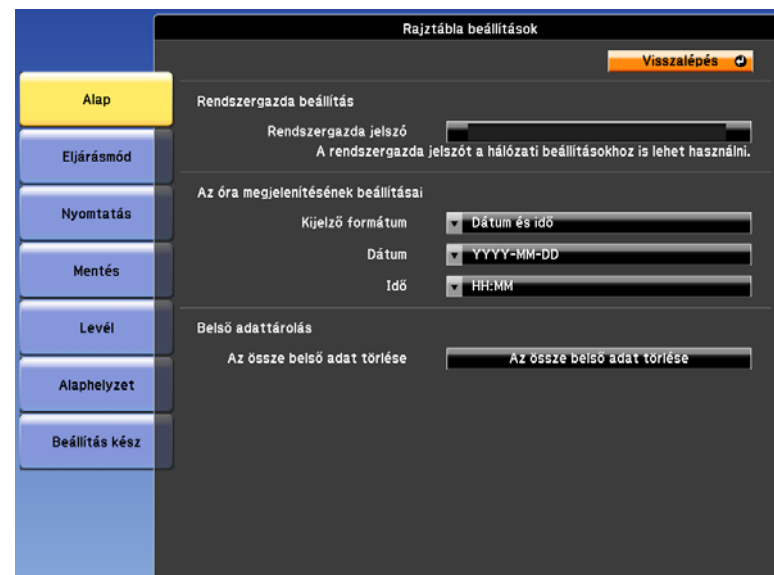 Rajztábla beállítások
Visszalépés
Alap
Eljárásmód
Nyomtatás
Mentés
Levél
Alaphelyzet
Beállítás kész
Rendszergazda beállítás
Rendszergazda jelszó
A rendszergazda jelszót a hálózati beállításokhoz is lehet használni.
Az óra megjelenítésének beállításai
Kijelző formátum Dátum és idő
Dátum YYYY-MM-DD
Idő HH:MM
Belső adattárolás
Az össze belső adat törlése Az össze belső adat törlése